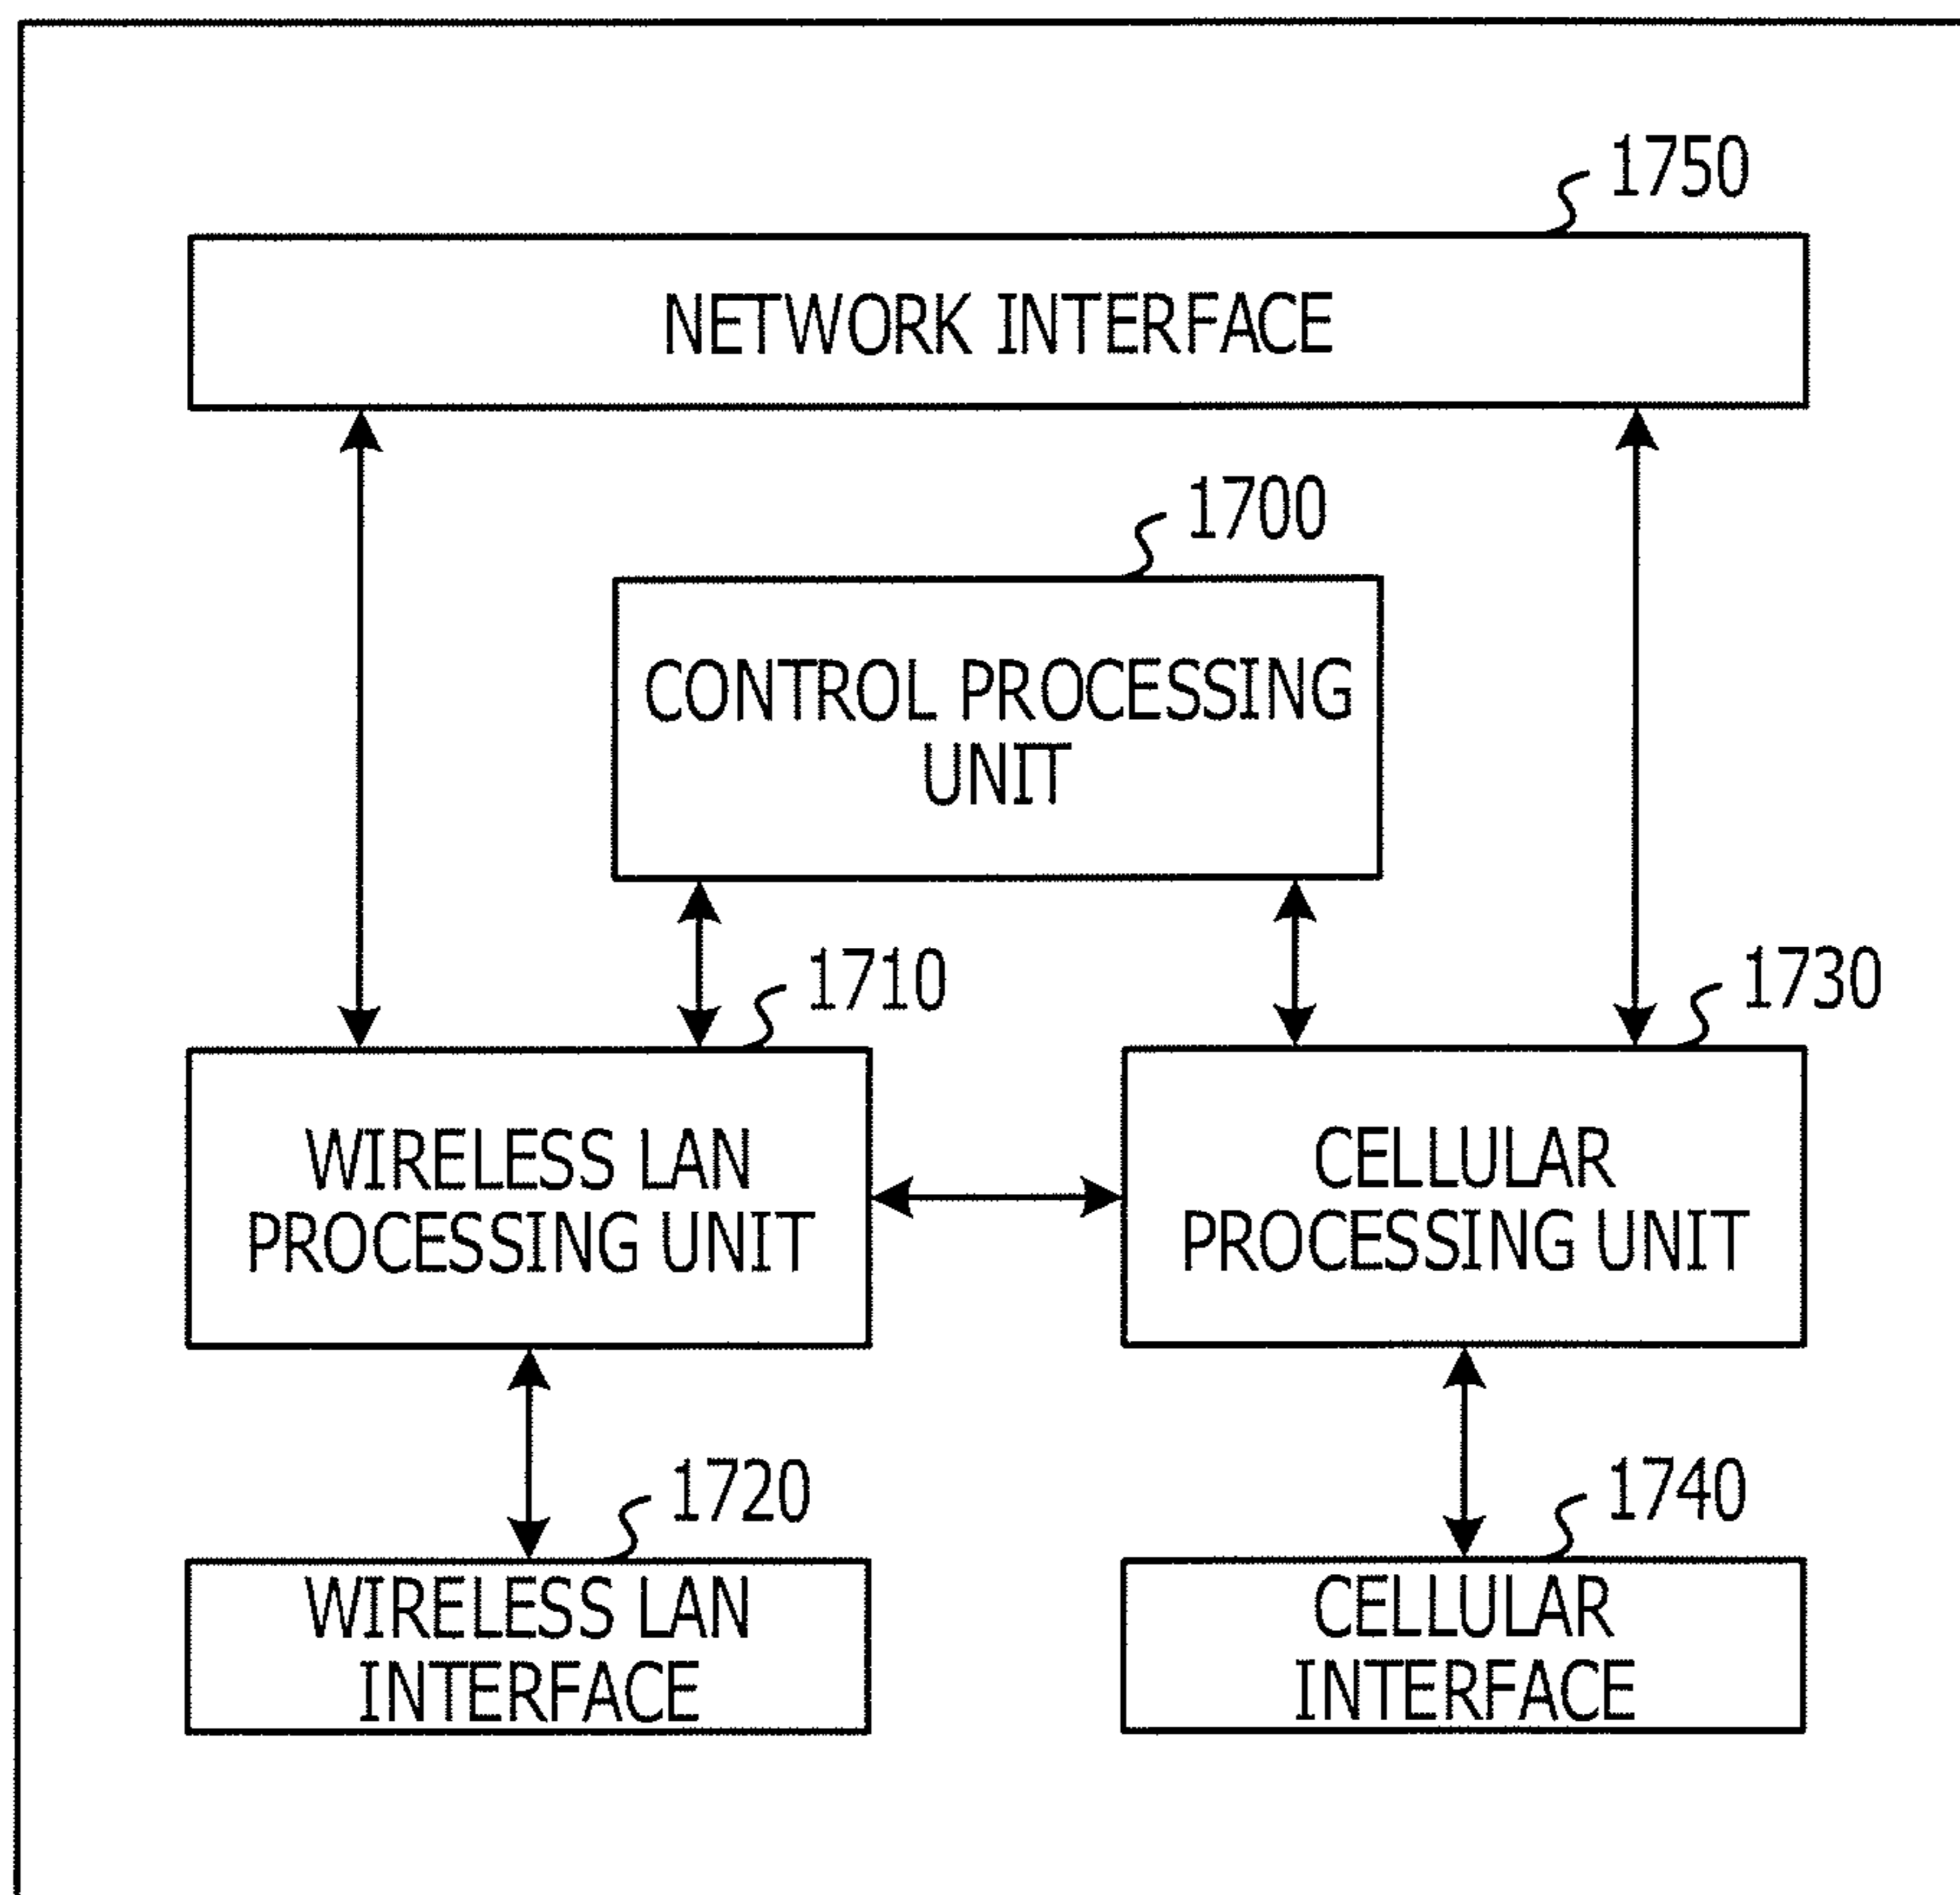 1750
NETWORK INTERFACE
1700
CONTROL PROCESSING
UNIT
1710
1730
WIRELESS LAN
PROCESSING UNIT
CELLULAR
PROCESSING UNIT
1720
1740
WIRELESS LAN
INTERFACE
CELLULAR
INTERFACE